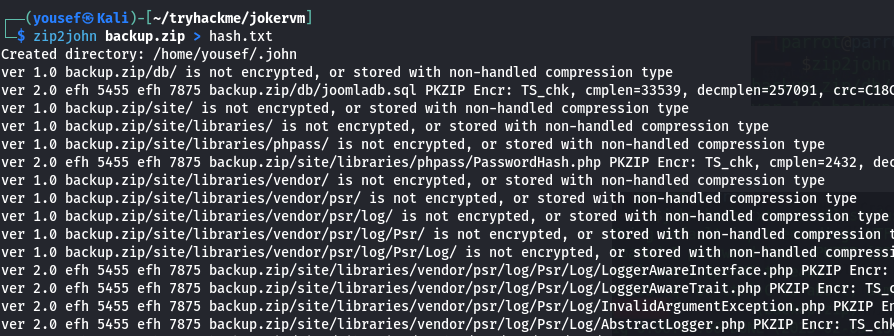 ┌──(yousef㉿Kali)-[~/tryhackme/jokervm]
└─$ zip2john backup.zip > hash.txt
Created directory: /home/yousef/.john
ver 1.0 backup.zip/db/ is not encrypted, or stored with non-handled compression type
ver 2.0 efh 5455 efh 7875 backup.zip/db/joomladb.sql PKZIP Encr: TS_chk, cmplen=33539, decmplen=257091, crc=C18C
ver 1.0 backup.zip/site/ is not encrypted, or stored with non-handled compression type
ver 1.0 backup.zip/site/libraries/ is not encrypted, or stored with non-handled compression type
ver 1.0 backup.zip/site/libraries/phpass/ is not encrypted, or stored with non-handled compression type
ver 2.0 efh 5455 efh 7875 backup.zip/site/libraries/phpass/PasswordHash.php PKZIP Encr: TS_chk, cmplen=2432, dec
ver 1.0 backup.zip/site/libraries/vendor/ is not encrypted, or stored with non-handled compression type
ver 1.0 backup.zip/site/libraries/vendor/psr/ is not encrypted, or stored with non-handled compression type
ver 1.0 backup.zip/site/libraries/vendor/psr/log/ is not encrypted, or stored with non-handled compression type
ver 1.0 backup.zip/site/libraries/vendor/psr/log/Psr/ is not encrypted, or stored with non-handled compression t
ver 1.0 backup.zip/site/libraries/vendor/psr/log/Psr/Log/ is not encrypted, or stored with non-handled compressi
ver 2.0 efh 5455 efh 7875 backup.zip/site/libraries/vendor/psr/log/Psr/Log/LoggerAwareInterface.php PKZIP Encr:
ver 2.0 efh 5455 efh 7875 backup.zip/site/libraries/vendor/psr/log/Psr/Log/LoggerAwareTrait.php PKZIP Encr: TS_c
ver 2.0 efh 5455 efh 7875 backup.zip/site/libraries/vendor/psr/log/Psr/Log/InvalidArgumentException.php PKZIP En
ver 2.0 efh 5455 efh 7875 backup.zip/site/libraries/vendor/psr/log/Psr/Log/AbstractLogger.php PKZIP Encr: TS_ch